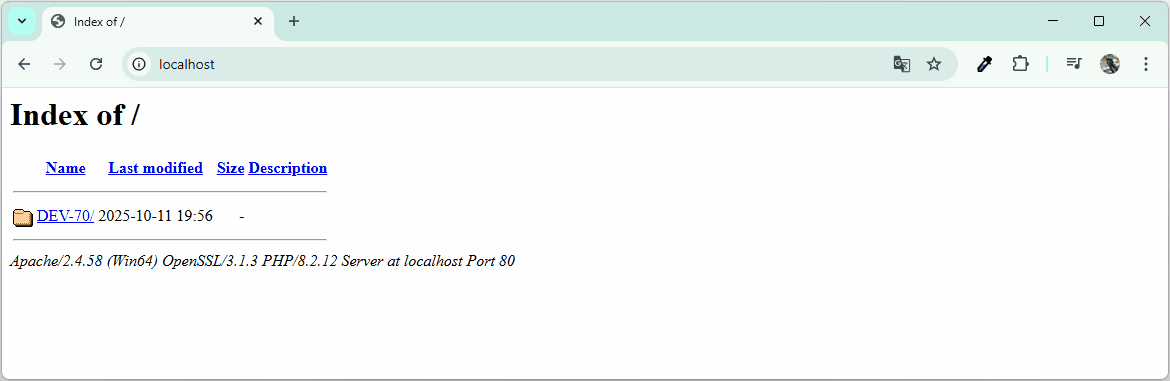 Index of /
localhost
Index of /
Name Last modified Size Description
DEV-70/ 2025-10-11 19:56 -
Apache/2.4.58 (Win64) OpenSSL/3.1.3 PHP/8.2.12 Server at localhost Port 80